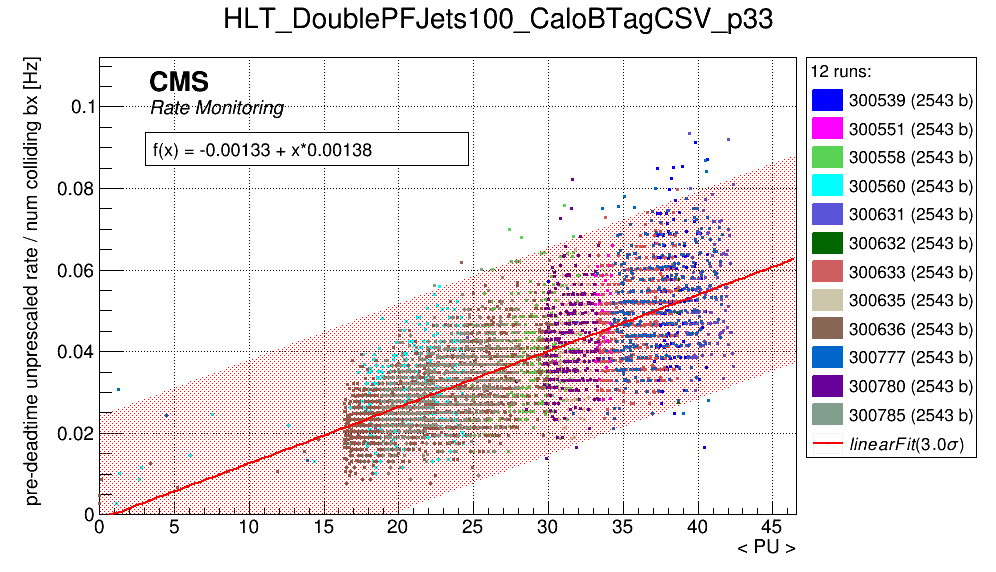 HLT_DoublePFJets100_CaloBTagCSV_p33
pre-deadtime unprescaled rate / num colliding bx [Hz]
CMS
Rate Monitoring
f(x) = -0.00133 + x*0.00138
0.1
0.08
0.06
0.04
0.02
0
0 5 10 15 20 25 30 35 40 45
< PU >
12 runs:
300539 (2543 b)
300551 (2543 b)
300558 (2543 b)
300560 (2543 b)
300631 (2543 b)
300632 (2543 b)
300633 (2543 b)
300635 (2543 b)
300636 (2543 b)
300777 (2543 b)
300780 (2543 b)
300785 (2543 b)
linearFit(3.0σ)